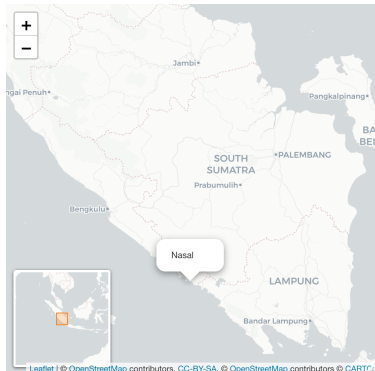 +
−
Jambi
ngai Penuh
Pangkalpinang
BA
BEL
SOUTH
SUMATRA
PALEMBANG
Prabumulih
Bengkulu
Nasal
LAMPUNG
Bandar Lampung
Leaflet | © OpenStreetMap contributors, CC-BY-SA, © OpenStreetMap contributors © CARTO